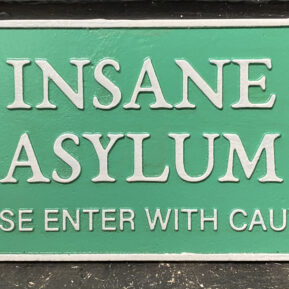 INSANE
ASYLUM
SE ENTER WITH CAU